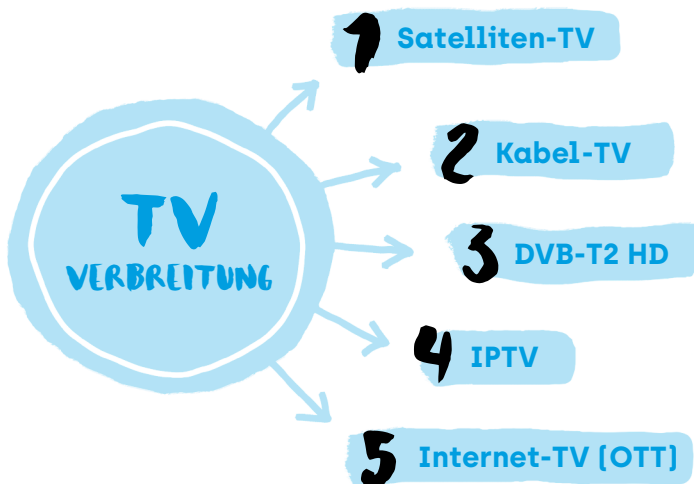 TV
VERBREITUNG
1 Satelliten-TV
2 Kabel-TV
3 DVB-T2 HD
4 IPTV
5 Internet-TV (OTT)